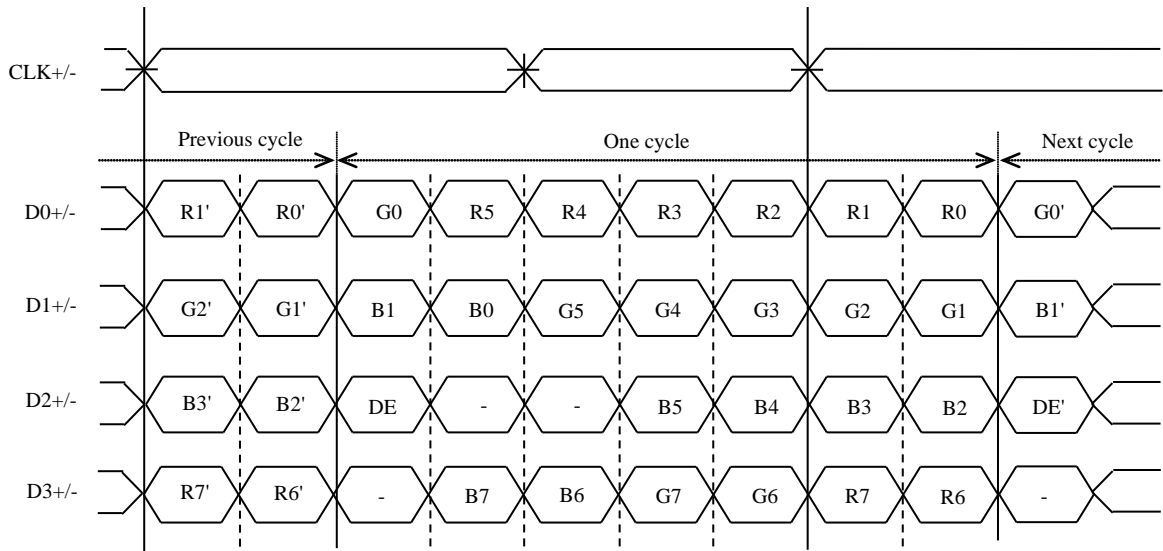 CLK+/-
Previous cycle One cycle Next cycle
D0+/- R1' R0' G0 R5 R4 R3 R2 R1 R0 G0'
D1+/- G2' G1' B1 B0 G5 G4 G3 G2 G1 B1'
D2+/- B3' B2' DE - - B5 B4 B3 B2 DE'
D3+/- R7' R6' - B7 B6 G7 G6 R7 R6 -